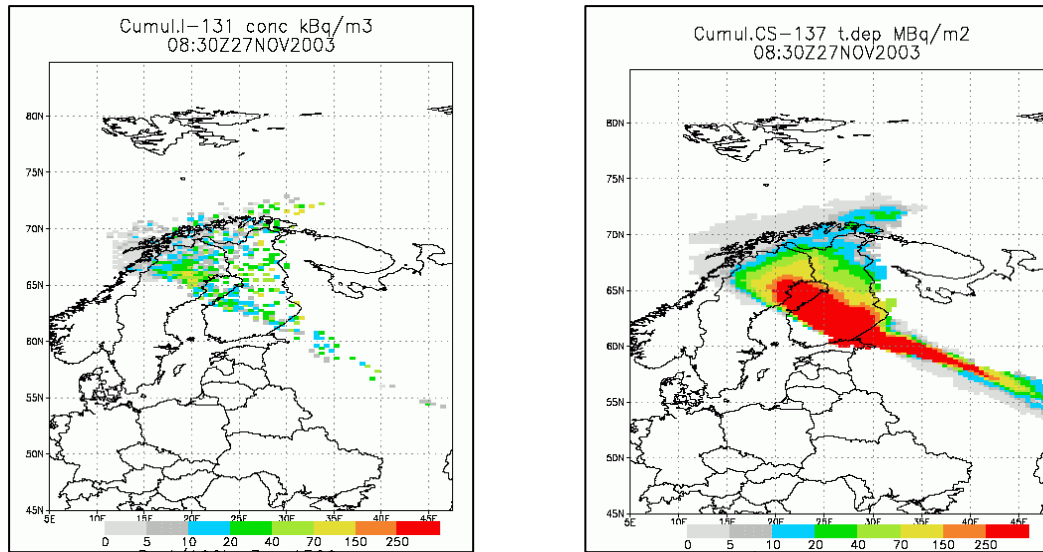 Cumul.I-131 conc kBq/m3
08:30Z27NOV2003
80N
75N
70N
65N
60N
55N
50N
45N
5E 10E 15E 20E 25E 30E 35E 40E 45E
0 5 10 20 40 70 150 250
Cumul.CS-137 t.dep MBq/m2
08:30Z27NOV2003
80N
75N
70N
65N
60N
55N
50N
45N
5E 10E 15E 20E 25E 30E 35E 40E 45E
0 5 10 20 40 70 150 250